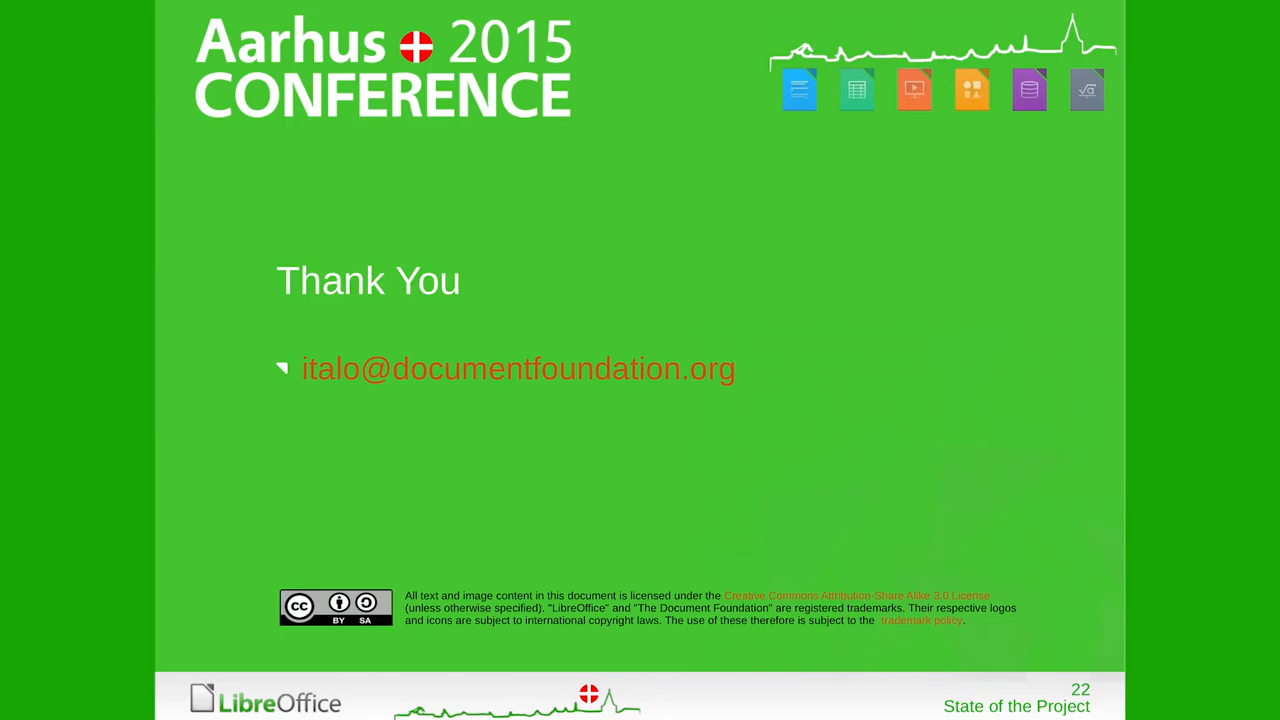 Aarhus 2015
CONFERENCE
Thank You
italo@documentfoundation.org
All text and image content in this document is licensed under the Creative Commons Attribution-Share Alike 3.0 License
(unless otherwise specified). "LibreOffice" and "The Document Foundation" are registered trademarks. Their respective logos
and icons are subject to international copyright laws. The use of these therefore is subject to the trademark policy.
cc
BY SA
LibreOffice
22
State of the Project